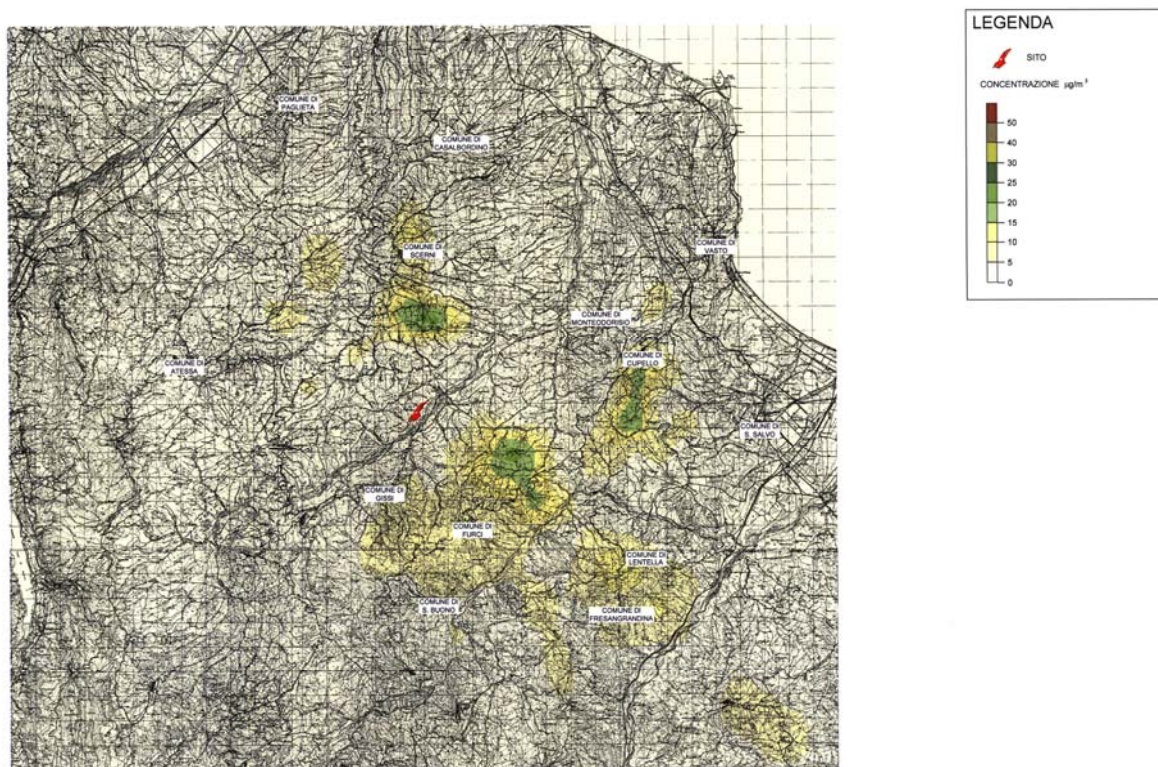 LEGENDA
SITO
CONCENTRAZIONE µg/m³
50
40
30
25
20
15
10
5
0
COMUNE DI
PAGLIETA
COMUNE DI
CASALBORDINO
COMUNE DI
SCERNI
COMUNE DI
VASTO
COMUNE DI
MONTEODORISIO
COMUNE DI
CUPELLO
COMUNE DI
ATESSA
COMUNE DI
S. SALVO
COMUNE DI
GISSI
COMUNE DI
FURCI
COMUNE DI
LENTELLA
COMUNE DI
S. BUONO
COMUNE DI
FRESANGRANDINA